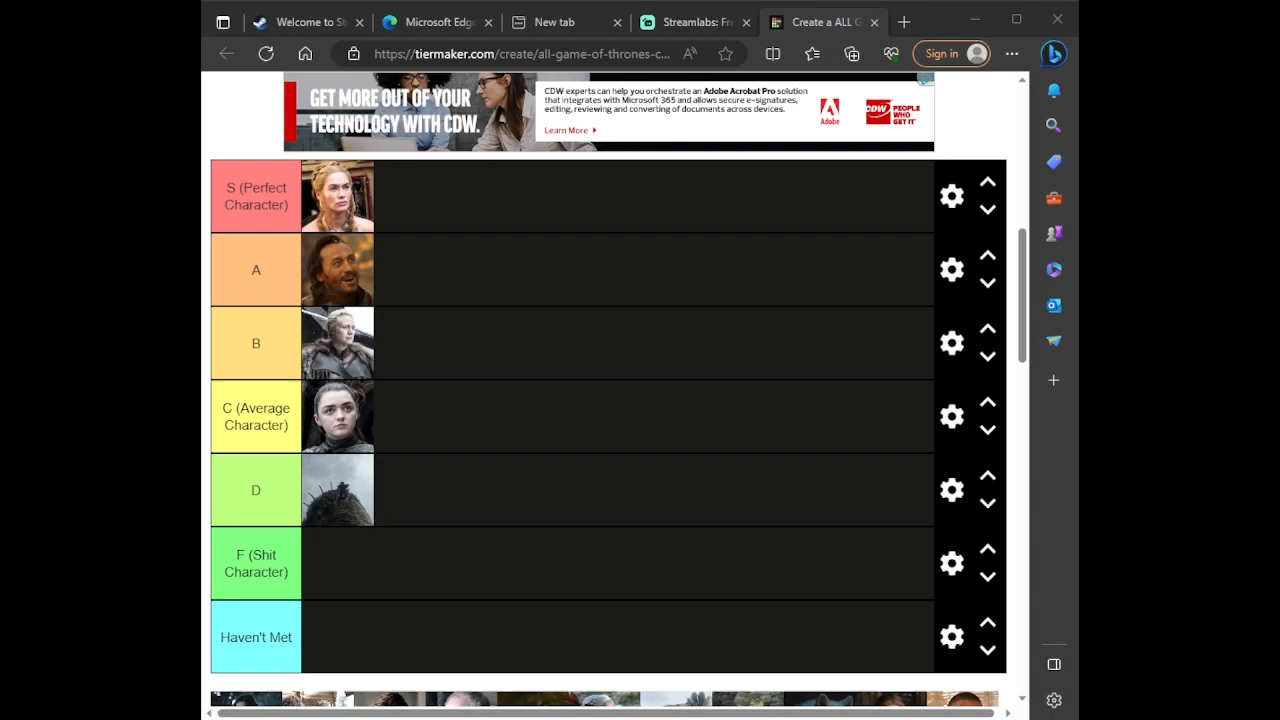 Welcome to St
Microsoft Edg
New tab
Streamlabs: Fre
Create a ALL G
https://tiermaker.com/create/all-game-of-thrones-c...
Sign in
GET MORE OUT OF YOUR
TECHNOLOGY WITH CDW.
CDW experts can help you orchestrate an Adobe Acrobat Pro solution
that integrates with Microsoft 365 and allows secure e-signatures,
editing, reviewing and converting of documents across devices.
Learn More
Adobe
CDW
PEOPLE
WHO
GET IT
S (Perfect
Character)
A
B
C (Average
Character)
D
F (Shit
Character)
Haven't Met